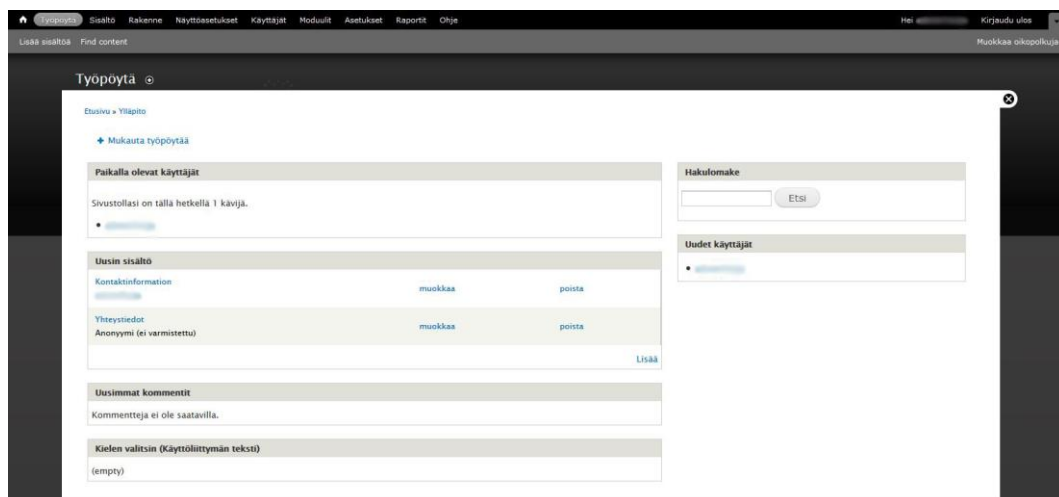 Työpöytä Sisältö Rakenne Näyttöasetukset Käyttäjät Moduulit Asetukset Raportit Ohje Hei Kirjaudu ulos
Lisää sisältöä Find content Muokkaa oikopolkuja
Työpöytä
Etusivu » Ylläpito
+ Mukauta työpöytää
Paikalla olevat käyttäjät
Sivustollasi on tällä hetkellä 1 kävijä.
Hakulomake
Etsi
Uudet käyttäjät
Uusin sisältö
Kontaktinformation muokkaa poista
Yhteystiedot muokkaa poista
Anonyymi (ei varmistettu)
Lisää
Uusimmat kommentit
Kommentteja ei ole saatavilla.
Kielen valitsin (Käyttöliittymän teksti)
(empty)